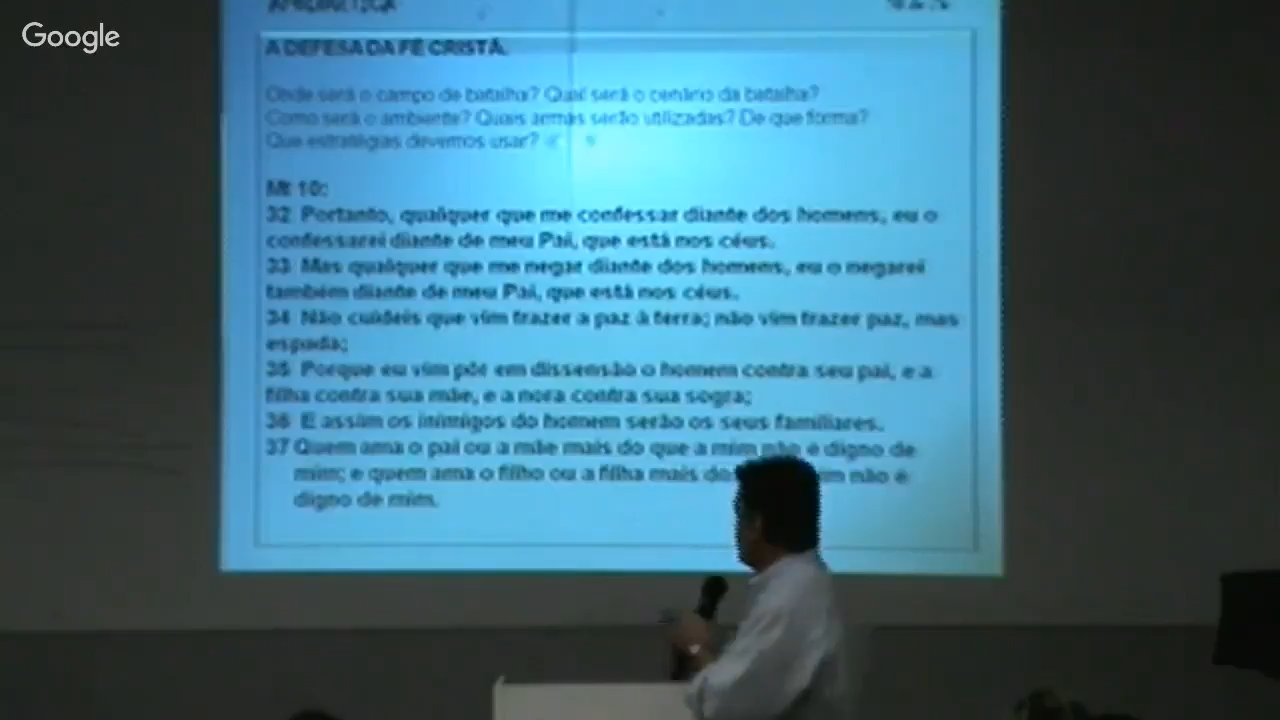 Google
APOLOGÉTICA
A DEFESA DA FÉ CRISTÃ.
Onde será o campo de batalha? Qual será o cenário da batalha?
Como será o ambiente? Quais armas serão utilizadas? De que forma?
Que estratégias devemos usar?
Mt 10:
32 Portanto, qualquer que me confessar diante dos homens, eu o
confessarei diante de meu Pai, que está nos céus.
33 Mas qualquer que me negar diante dos homens, eu o negarei
também diante de meu Pai, que está nos céus.
34 Não cuideis que vim trazer a paz à terra; não vim trazer paz, mas
espada;
35 Porque eu vim pôr em dissensão o homem contra seu pai, e a
filha contra sua mãe, e a nora contra sua sogra;
36 E assim os inimigos do homem serão os seus familiares.
37 Quem ama o pai ou a mãe mais do que a mim não é digno de
mim; e quem ama o filho ou a filha mais do não é
digno de mim.